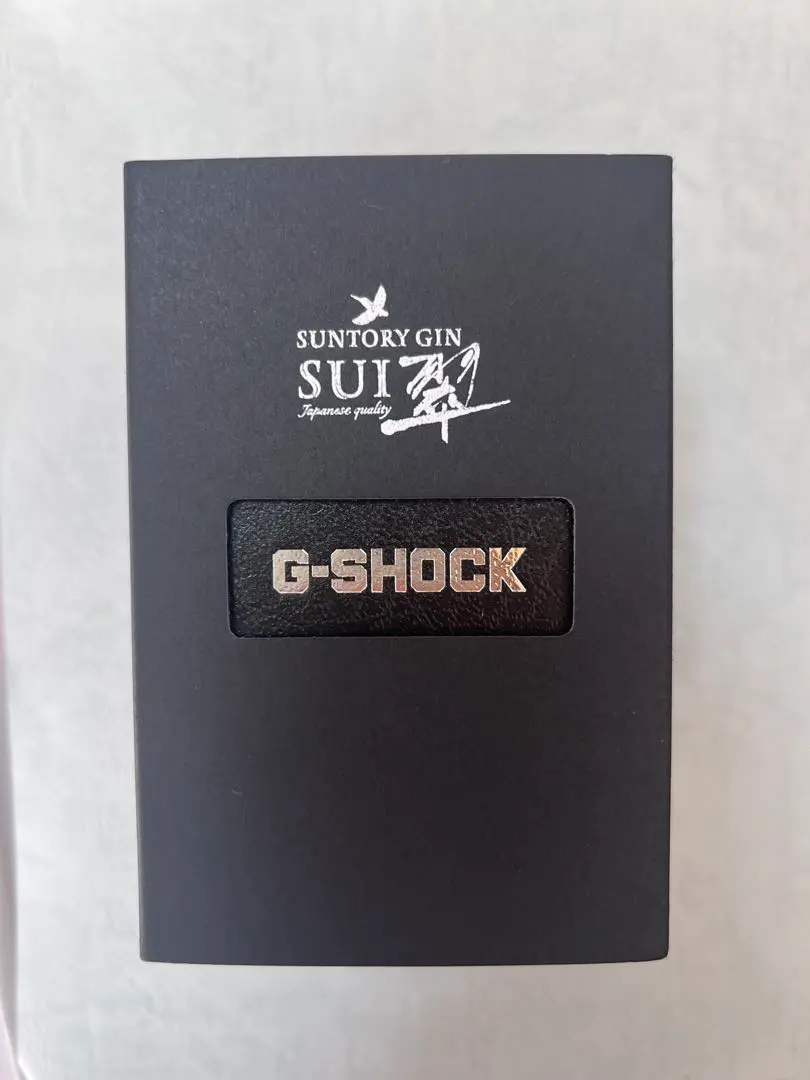 SUNTORY GIN
SUI 翠
Japanese quality
G-SHOCK